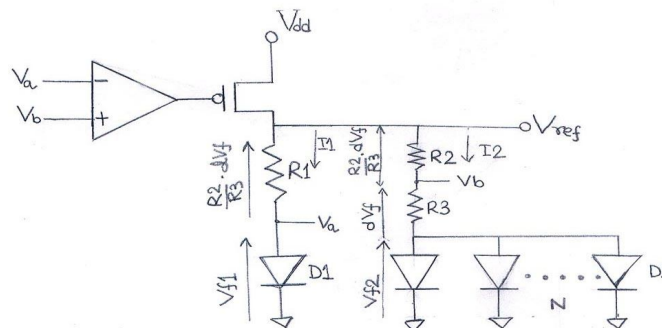 Vdd
Va
−
Vb
+
Vref
I1
I2
R2.dVf
R3
R1
R2.dVf
R3
R2
Vb
dVf
R3
Va
Vf1
D1
Vf2
N
D